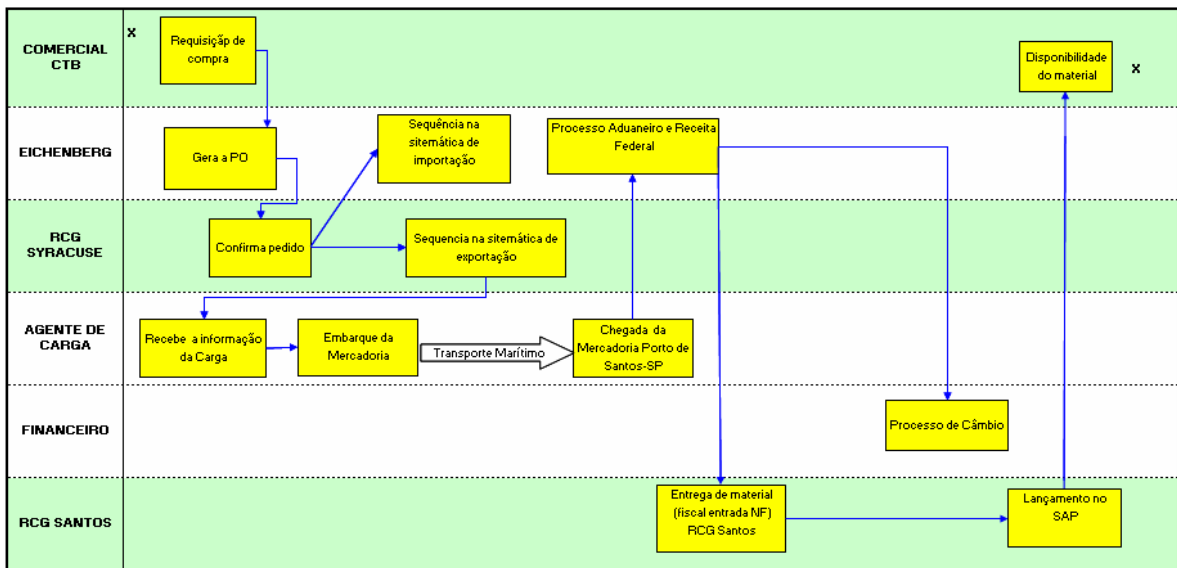 COMERCIAL
CTB
X
Requisiçãp de
compra
Disponibilidade
do material
X
EICHENBERG
Gera a PO
Sequência na
sitemática de
importação
Processo Aduaneiro e Receita
Federal
RCG
SYRACUSE
Confirma pedido
Sequencia na sitemática de
exportação
AGENTE DE
CARGA
Recebe a informação
da Carga
Embarque da
Mercadoria
Transporte Marítimo
Chegada da
Mercadoria Porto de
Santos-SP
FINANCEIRO
Processo de Câmbio
RCG SANTOS
Entrega de material
(fiscal entrada NF)
RCG Santos
Lançamento no
SAP